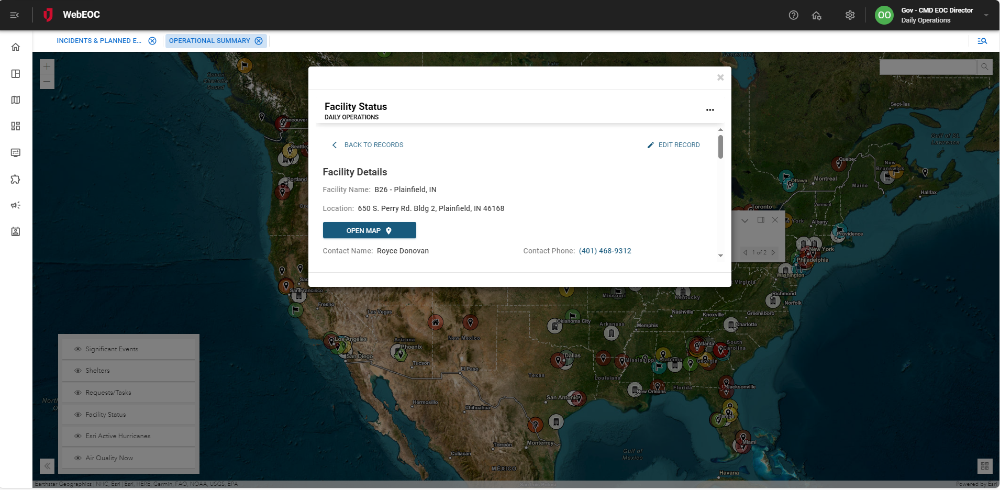 WebEOC
OO
Gov - CMD EOC Director
Daily Operations
INCIDENTS & PLANNED E...
OPERATIONAL SUMMARY
James Bay
Lake
Queen
Charlotte
Sound
Facility Status
DAILY OPERATIONS
BACK TO RECORDS
EDIT RECORD
Facility Details
Facility Name: B26 - Plainfield, IN
Location: 650 S. Perry Rd. Bldg 2, Plainfield, IN 46168
OPEN MAP
Contact Name: Royce Donovan
Contact Phone: (401) 468-9312
Sept-Iles
Vancouver
Gulf of St.
Lawrence
Seattle
Quebec
New
Brunswick
Portland
Ottawa
Montreal
Maine
Halifax
Ore
Vermont
Toronto
w York
Albany
Providence
1 of 2
New York
Philadelphia
Washington
Sac
San Francisco
Virginia
Missouri
Kentucky
Richmond
Norfolk
Fresno
Las Vegas
Nashville
Knoxville
Greensboro
Oklahoma City
Arkansas
Memphis
Charlotte
Los Angeles
Arizona
New Mexico
Phoenix
Atlanta
South
Carolina
San Diego
Tucson
Dallas
Mississippi
Alabama
Georgia
El Paso
Texas
Louisiana
Jacksonville
New Orleans
Florida
San Antonio
Hermosillo
Chihuahua
Tampa
Miami
Monterrey
Torreón
Culiacan
Gulf of
Mexico
MÉXICO
Havana
San Luis Potosí
North
O
Significant Events
Shelters
Requests/Tasks
Facility Status
Esri Active Hurricanes
Air Quality Now
Earthstar Geographics | NHC, Esri | Esri, HERE, Garmin, FAO, NOAA, USGS, EPA
Powered by Esri